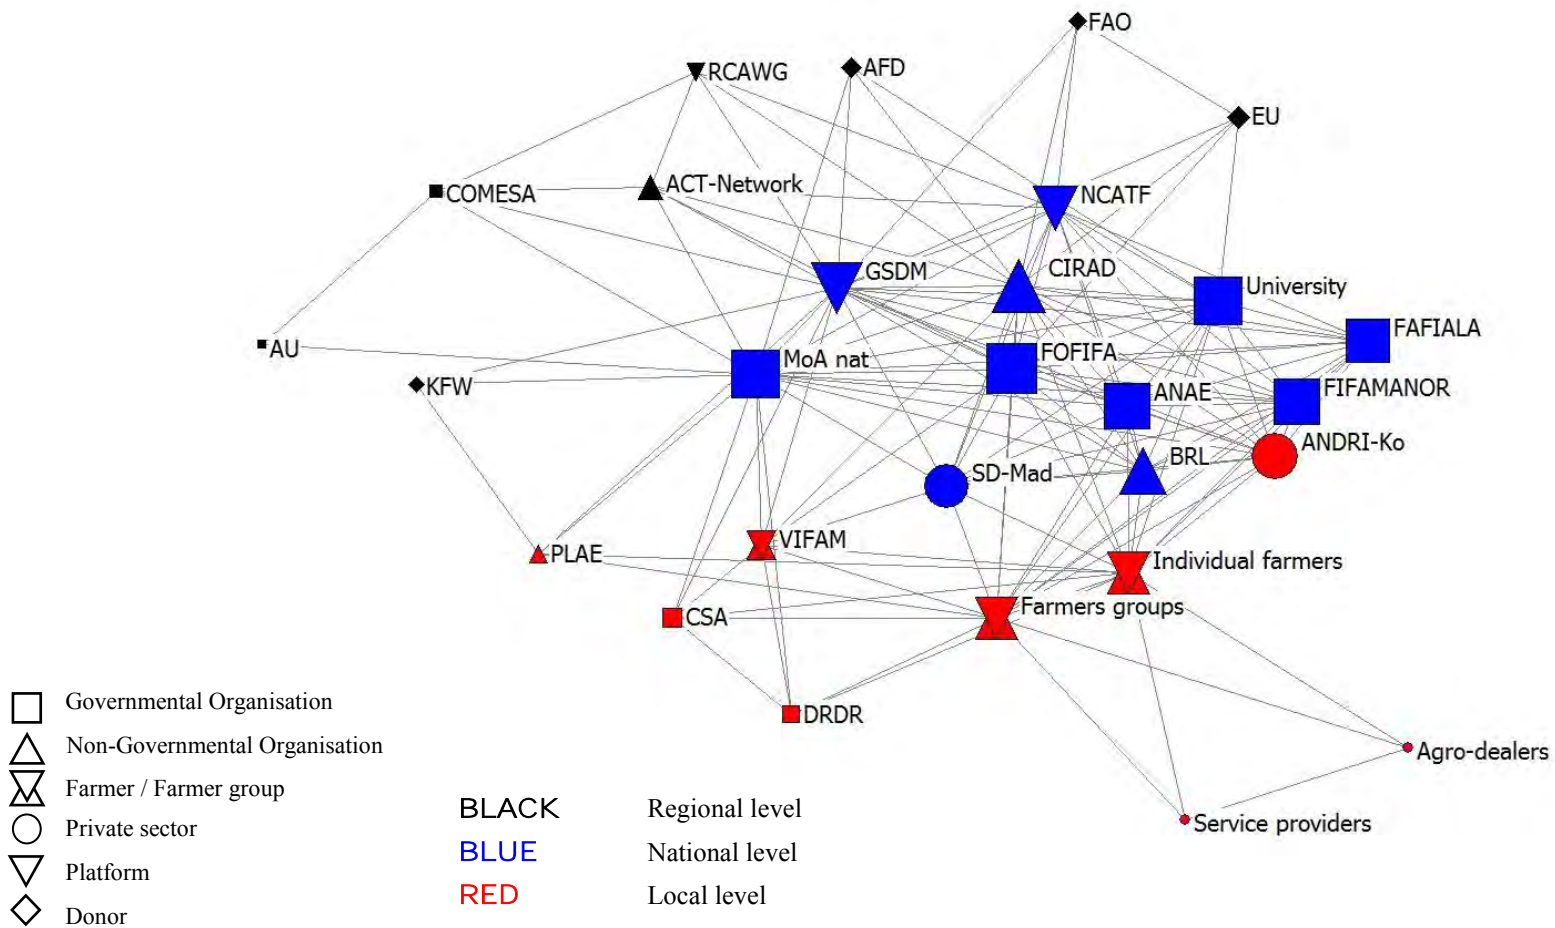 FAO
RCAWG
AFD
EU
ACT-Network
COMESA
NCATF
GSDM
CIRAD
University
FAFIALA
AU
MoA nat
FOFIFA
KFW
ANAE
FIFAMANOR
ANDRI-Ko
BRL
SD-Mad
VIFAM
PLAE
Individual farmers
Farmers groups
CSA
DRDR
Agro-dealers
Service providers
Governmental Organisation
Non-Governmental Organisation
Farmer / Farmer group
Private sector
Platform
Donor
BLACK Regional level
BLUE National level
RED Local level